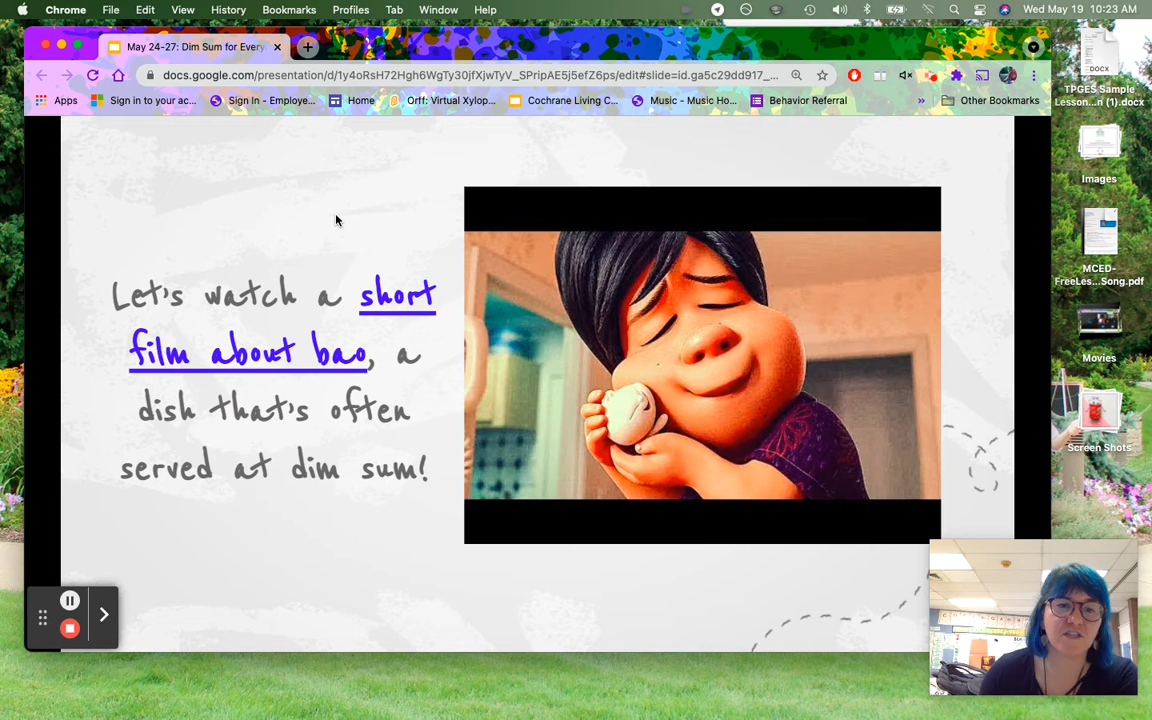 Chrome File Edit View History Bookmarks Profiles Tab Window Help Wed May 19 10:23 AM
May 24-27: Dim Sum for Every
docs.google.com/presentation/d/1y4oRsH72Hgh6WgTy30jfXjwTyV_SPripAE5j5efZ6ps/edit#slide=id.ga5c29dd917_...
Apps Sign in to your ac... Sign In - Employe... Home Orff: Virtual Xylop... Cochrane Living C... Music - Music Ho... Behavior Referral » Other Bookmarks
Let's watch a short
film about bao, a
dish that's often
served at dim sum!
DOCX
TPGES Sample
Lesson...n (1).docx
Images
MCED-
FreeLes...Song.pdf
Movies
Screen Shots